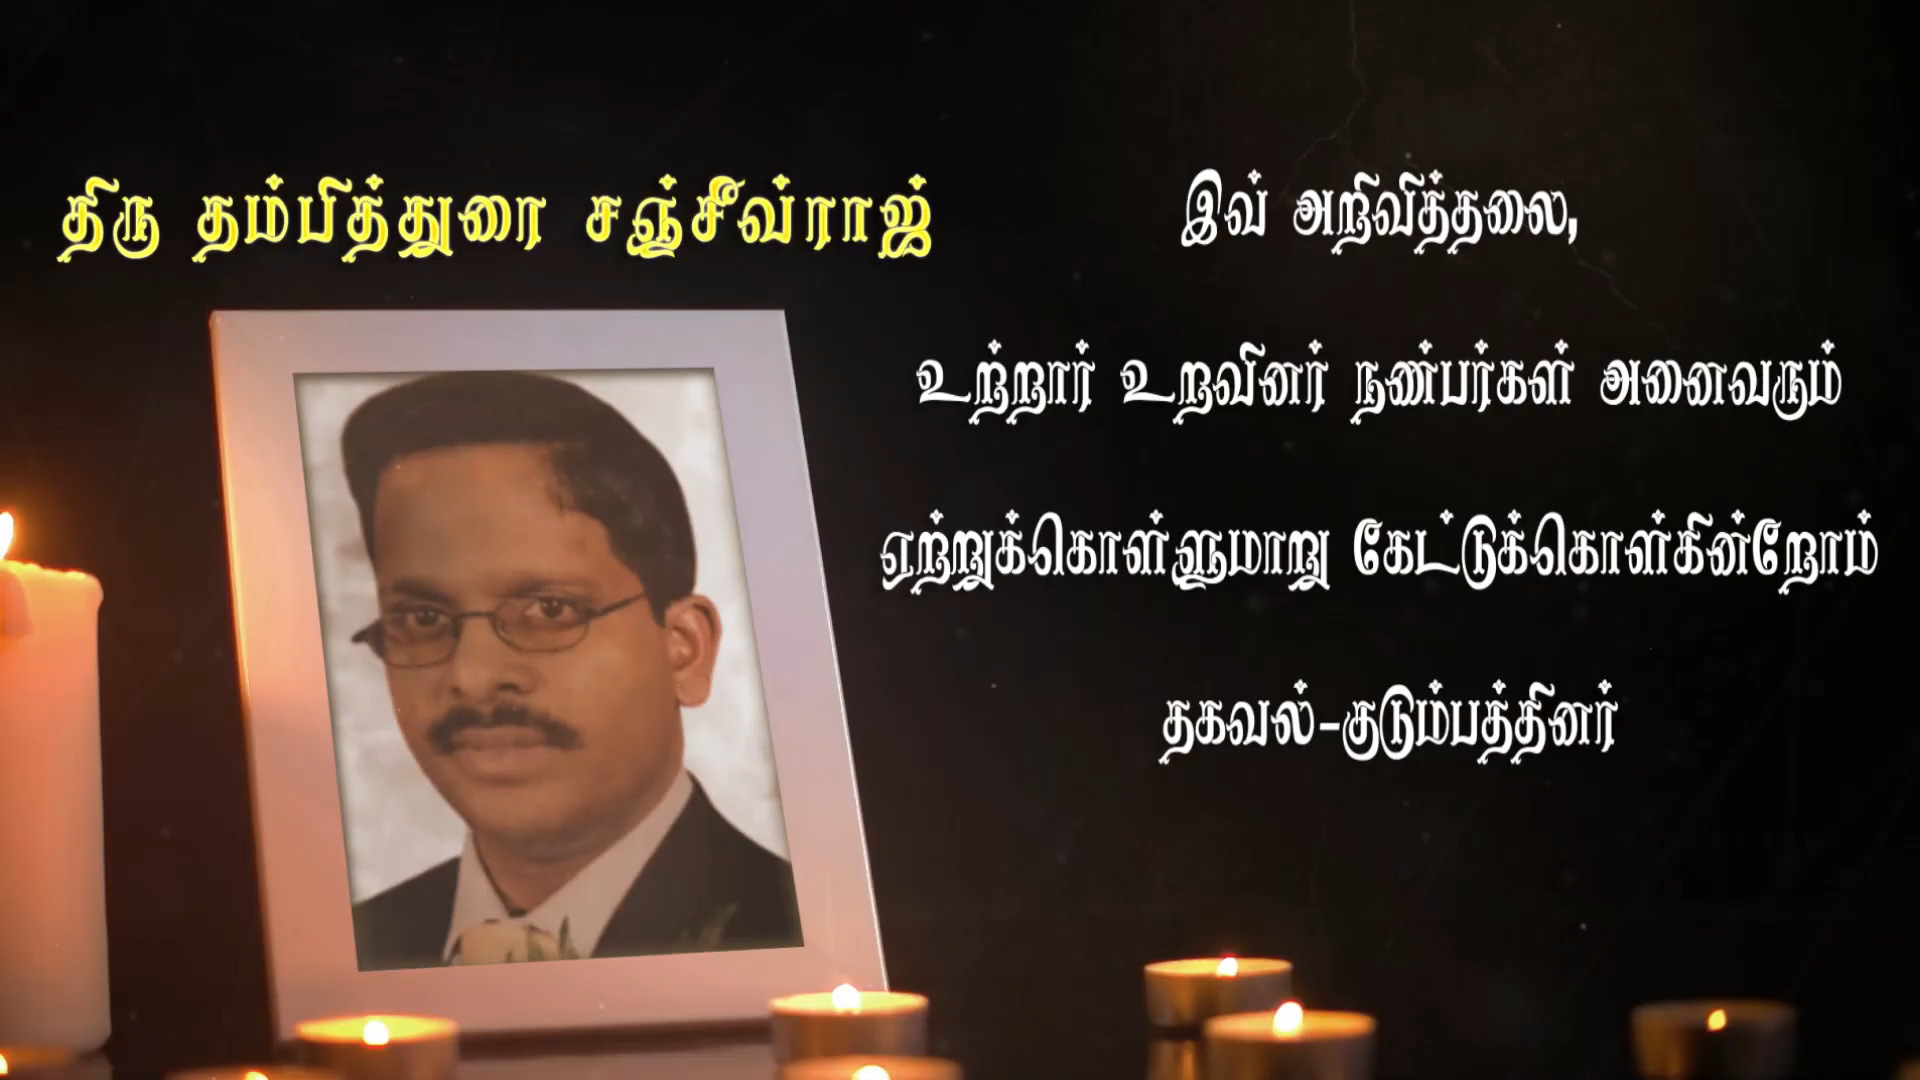 திரு தம்பித்துரை சஞ்சீவ்ராஜ்
இவ் அறிவித்தலை,
உற்றார் உறவினர் நண்பர்கள் அனைவரும்
ஏற்றுக்கொள்ளுமாறு கேட்டுக்கொள்கின்றோம்
தகவல்-குடும்பத்தினர்